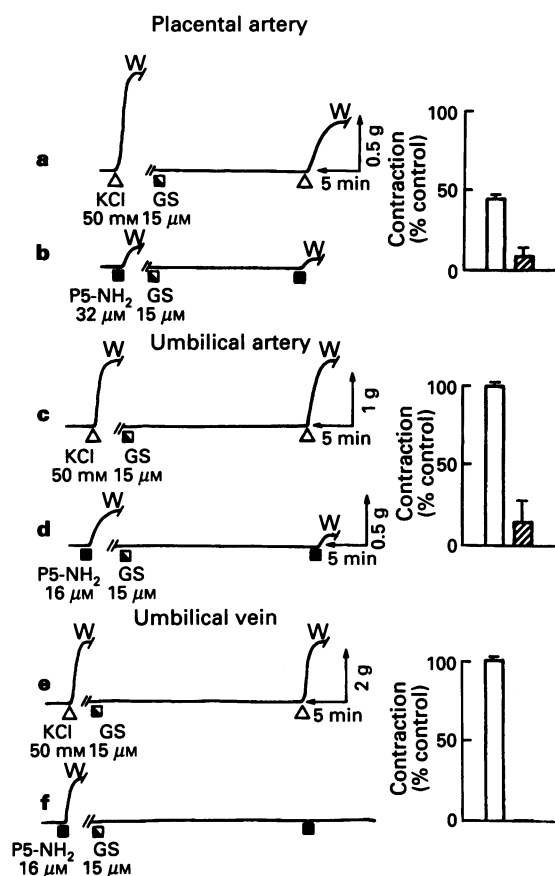 Placental artery
W
W
a
0.5 g
5 min
KCl
GS
50 mM
15 μM
Contraction
(% control)
100
50
0
b
W
W
P5-NH2
GS
32 μM
15 μM
Umbilical artery
W
W
c
1 g
5 min
KCl
GS
50 mM
15 μM
Contraction
(% control)
100
50
0
d
W
W
0.5 g
5 min
P5-NH2
GS
16 μM
15 μM
Umbilical vein
W
W
e
2 g
5 min
KCl
GS
50 mM
15 μM
Contraction
(% control)
100
50
0
f
W
P5-NH2
GS
16 μM
15 μM